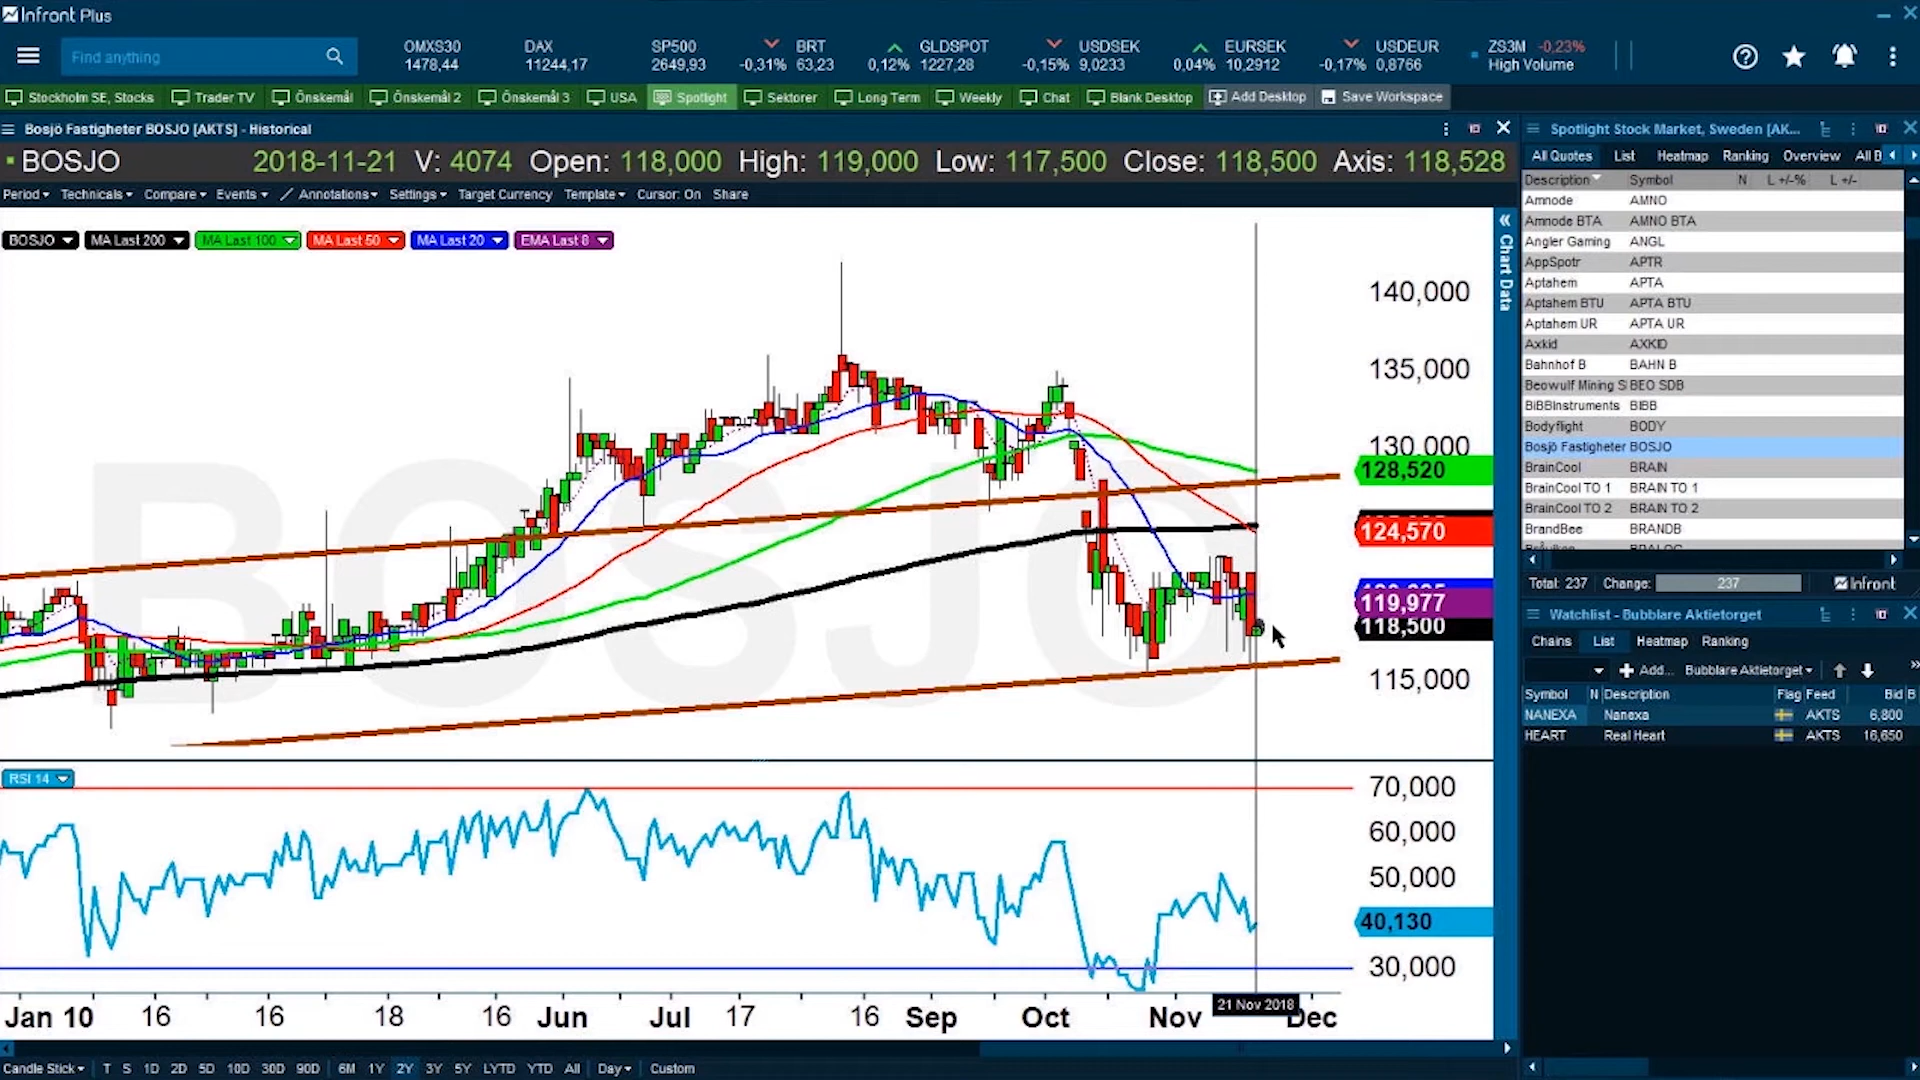 Infront Plus
Find anything
OMXS30 DAX SP500 BRT GLDSPOT USDSEK EURSEK USDEUR ZS3M -0,23%
1478,44 11244,17 2649,93 -0,31% 63,23 0,12% 1227,28 -0,15% 9,0233 0,04% 10,2912 -0,17% 0,8766 High Volume
Stockholm SE, Stocks Trader TV Önskemål Önskemål 2 Önskemål 3 USA Spotlight Sektorer Long Term Weekly Chat Blank Desktop Add Desktop Save Workspace
Bosjö Fastigheter BOSJO [AKTS] - Historical
BOSJO 2018-11-21 V: 4074 Open: 118,000 High: 119,000 Low: 117,500 Close: 118,500 Axis: 118,528
Period Technicals Compare Events Annotations Settings Target Currency Template Cursor: On Share
BOSJO MA Last 200 MA Last 100 MA Last 50 MA Last 20 EMA Last 8
Chart Data
BOSJO
140,000
135,000
130,000
128,520
124,570
119,977
118,500
115,000
RSI 14
70,000
60,000
50,000
40,130
30,000
21 Nov 2018
Jan 10 16 16 18 16 Jun Jul 17 16 Sep Oct Nov Dec
Candle Stick T S 1D 2D 5D 10D 30D 90D 6M 1Y 2Y 3Y 5Y LYTD YTD All Day Custom
Spotlight Stock Market, Sweden [AK...
All Quotes List Heatmap Ranking Overview All B
Description Symbol N L +/-% L +/-
Amnode AMNO
Amnode BTA AMNO BTA
Angler Gaming ANGL
AppSpotr APTR
Aptahem APTA
Aptahem BTU APTA BTU
Aptahem UR APTA UR
Axkid AXKID
Bahnhof B BAHN B
Beowulf Mining S BEO SDB
BiBBInstruments BIBB
Bodyflight BODY
Bosjö Fastigheter BOSJO
BrainCool BRAIN
BrainCool TO 1 BRAIN TO 1
BrainCool TO 2 BRAIN TO 2
BrandBee BRANDB
Total: 237 Change: 237 Infront
Watchlist - Bubblare Aktietorget
Chains List Heatmap Ranking
Add... Bubblare Aktietorget
Symbol N Description Flag Feed Bid B
NANEXA Nanexa AKTS 6,800
HEART Real Heart AKTS 16,650